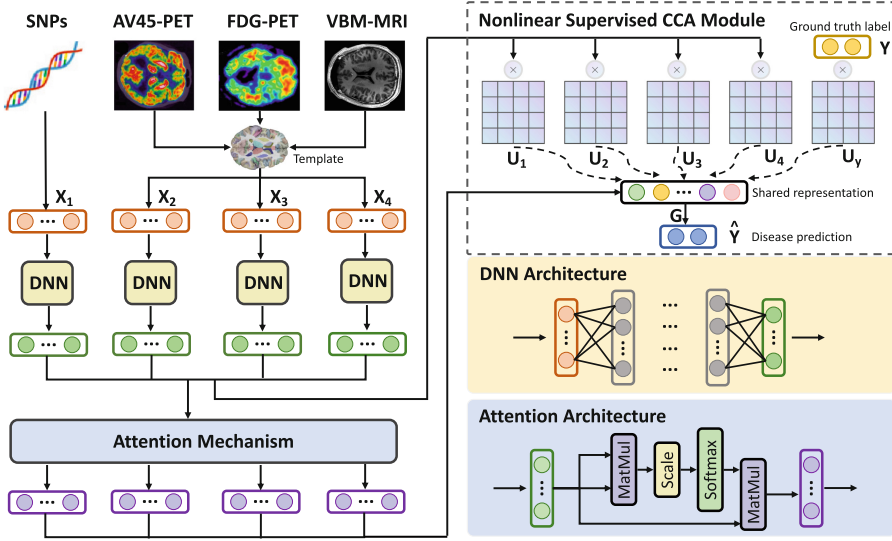 SNPs
AV45-PET
FDG-PET
VBM-MRI
Template
X1
X2
X3
X4
...
...
...
...
DNN
DNN
DNN
DNN
...
...
...
...
Attention Mechanism
...
...
...
...
Nonlinear Supervised CCA Module
Ground truth label
Y
×
×
×
×
×
U1
U2
U3
U4
Uy
...
Shared representation
G
Ŷ
Disease prediction
DNN Architecture
...
...
...
Attention Architecture
MatMul
Scale
Softmax
MatMul